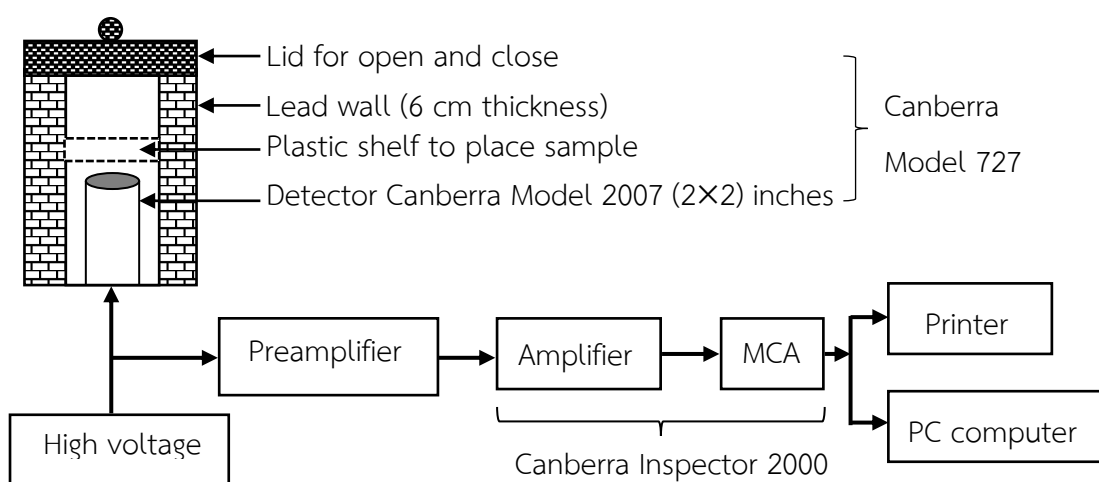 Lid for open and close
Lead wall (6 cm thickness)
Plastic shelf to place sample
Detector Canberra Model 2007 (2×2) inches
Canberra
Model 727
Preamplifier
Amplifier
MCA
Printer
High voltage
PC computer
Canberra Inspector 2000